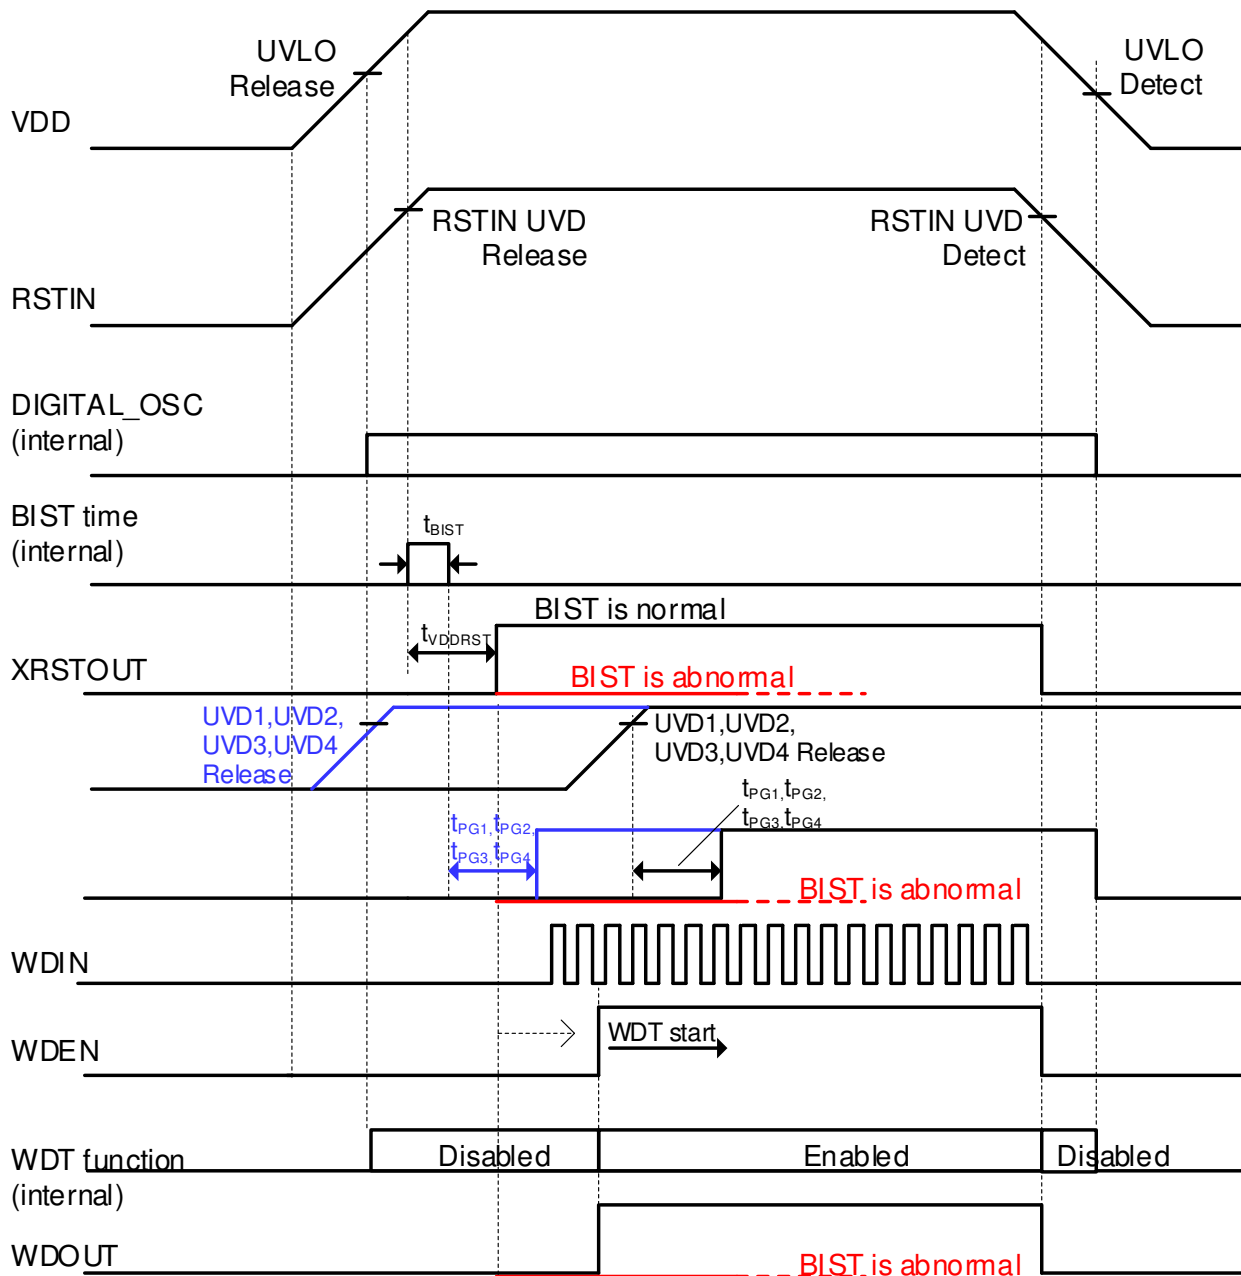 UVLO
Release
UVLO
Detect
VDD
RSTIN UVD
Release
RSTIN UVD
Detect
RSTIN
DIGITAL_OSC
(internal)
BIST time
(internal)
tBIST
BIST is normal
tVDDRST
XRSTOUT
BIST is abnormal
UVD1,UVD2,
UVD3,UVD4
Release
UVD1,UVD2,
UVD3,UVD4 Release
tPG1,tPG2,
tPG3,tPG4
tPG1,tPG2,
tPG3,tPG4
BIST is abnormal
WDIN
WDEN
WDT start
WDT function
(internal)
Disabled
Enabled
Disabled
WDOUT
BIST is abnormal